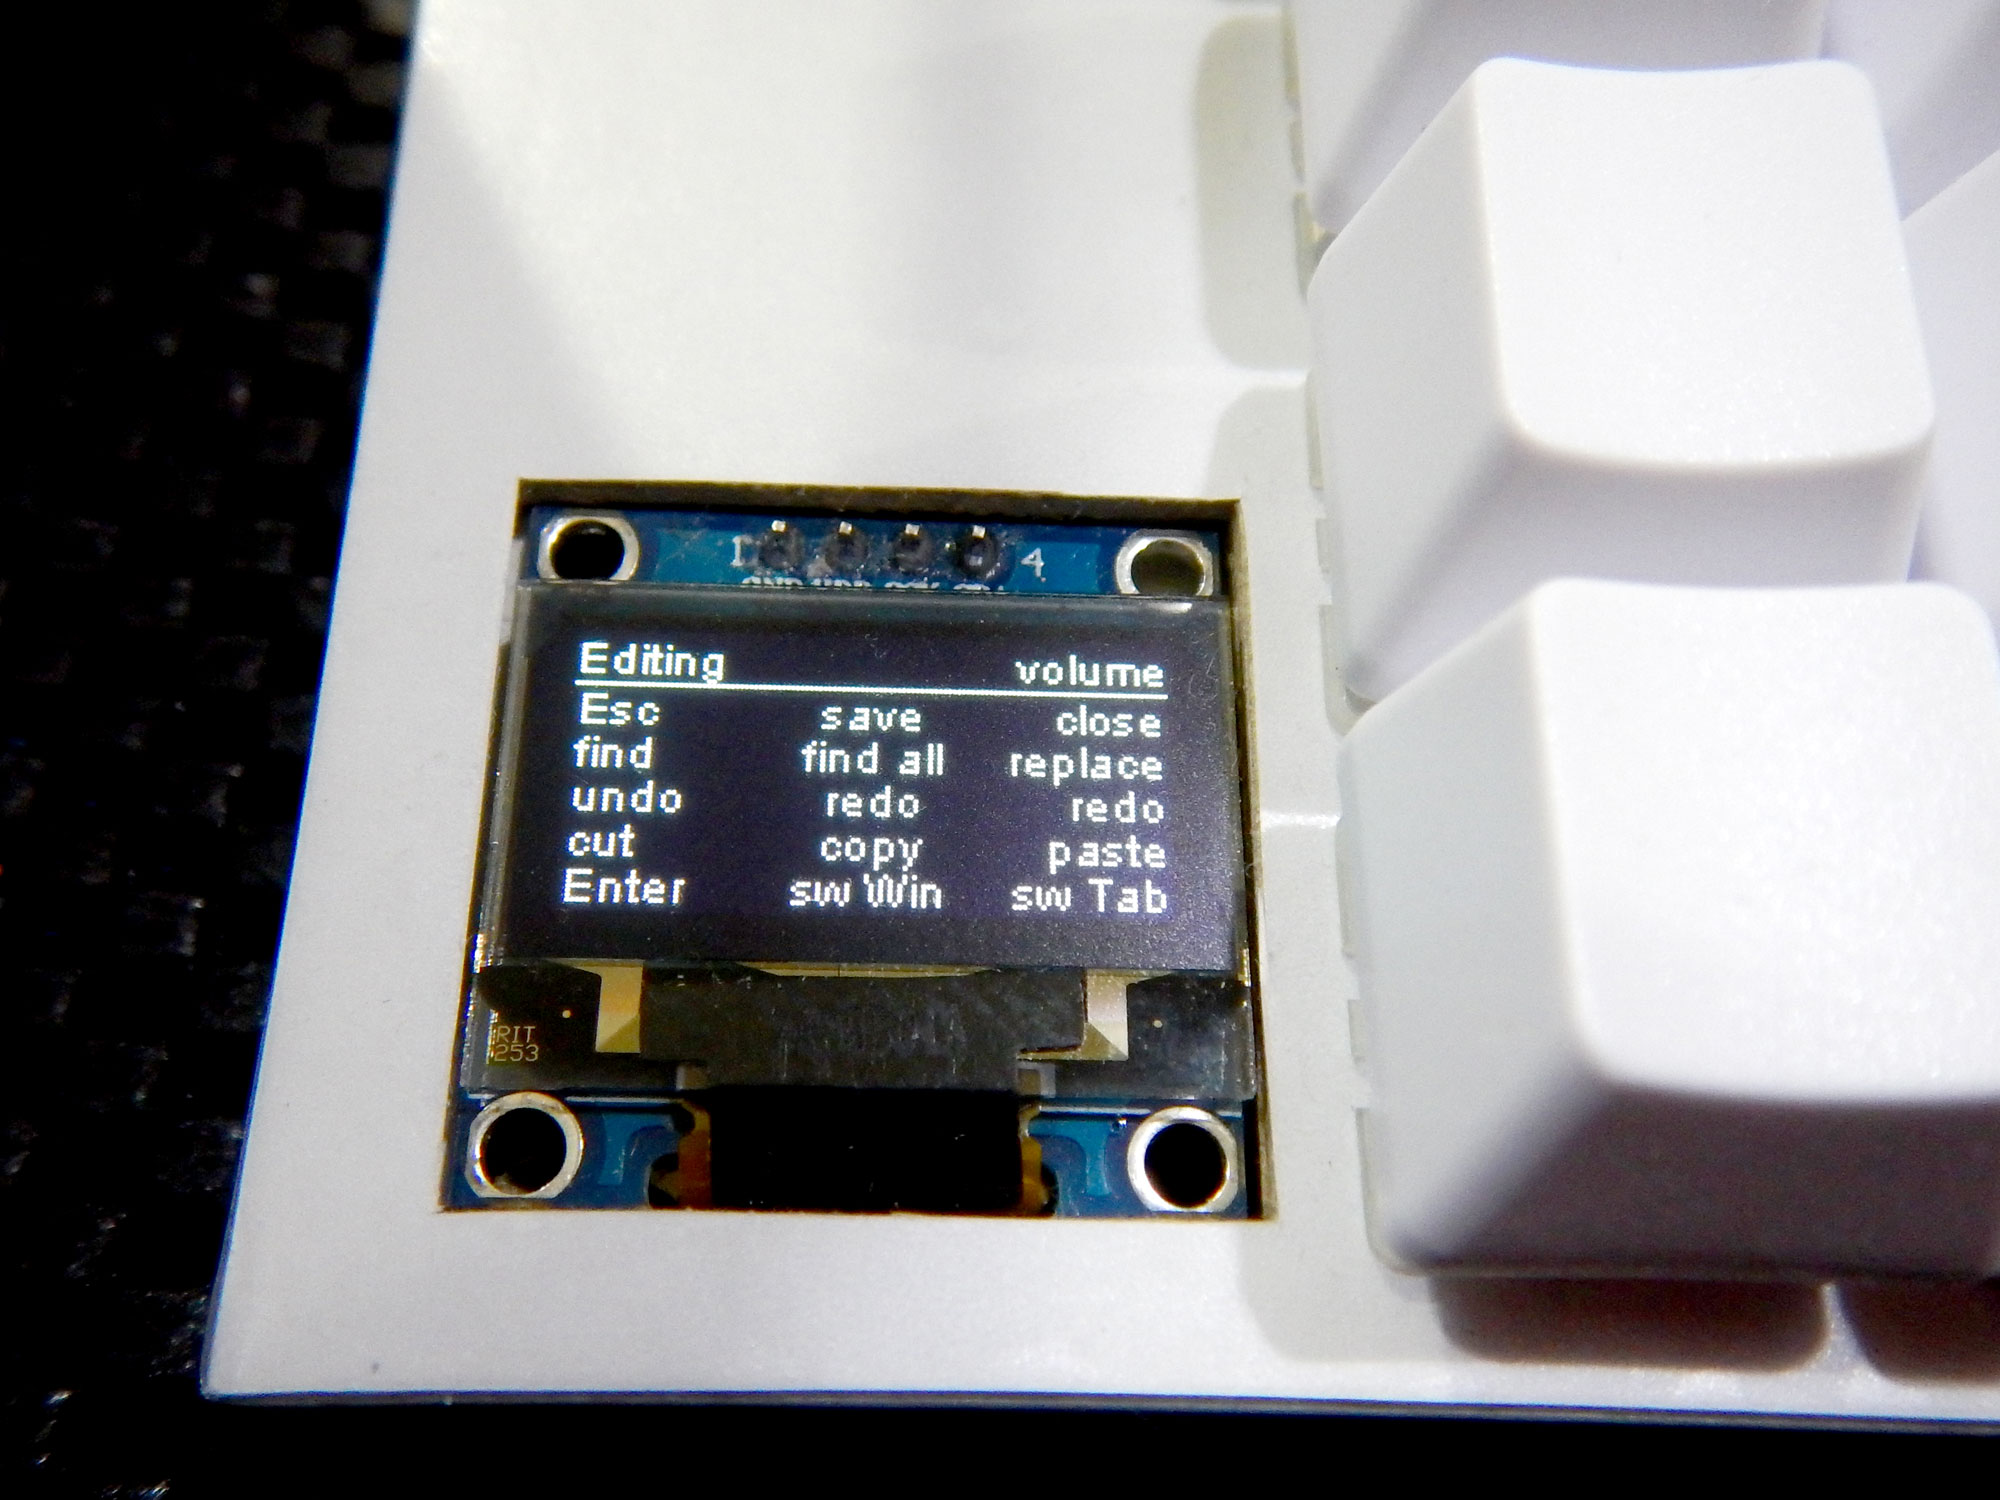 4
Editing volume
Esc save close
find find all replace
undo redo redo
cut copy paste
Enter sw Win sw Tab
RIT
253